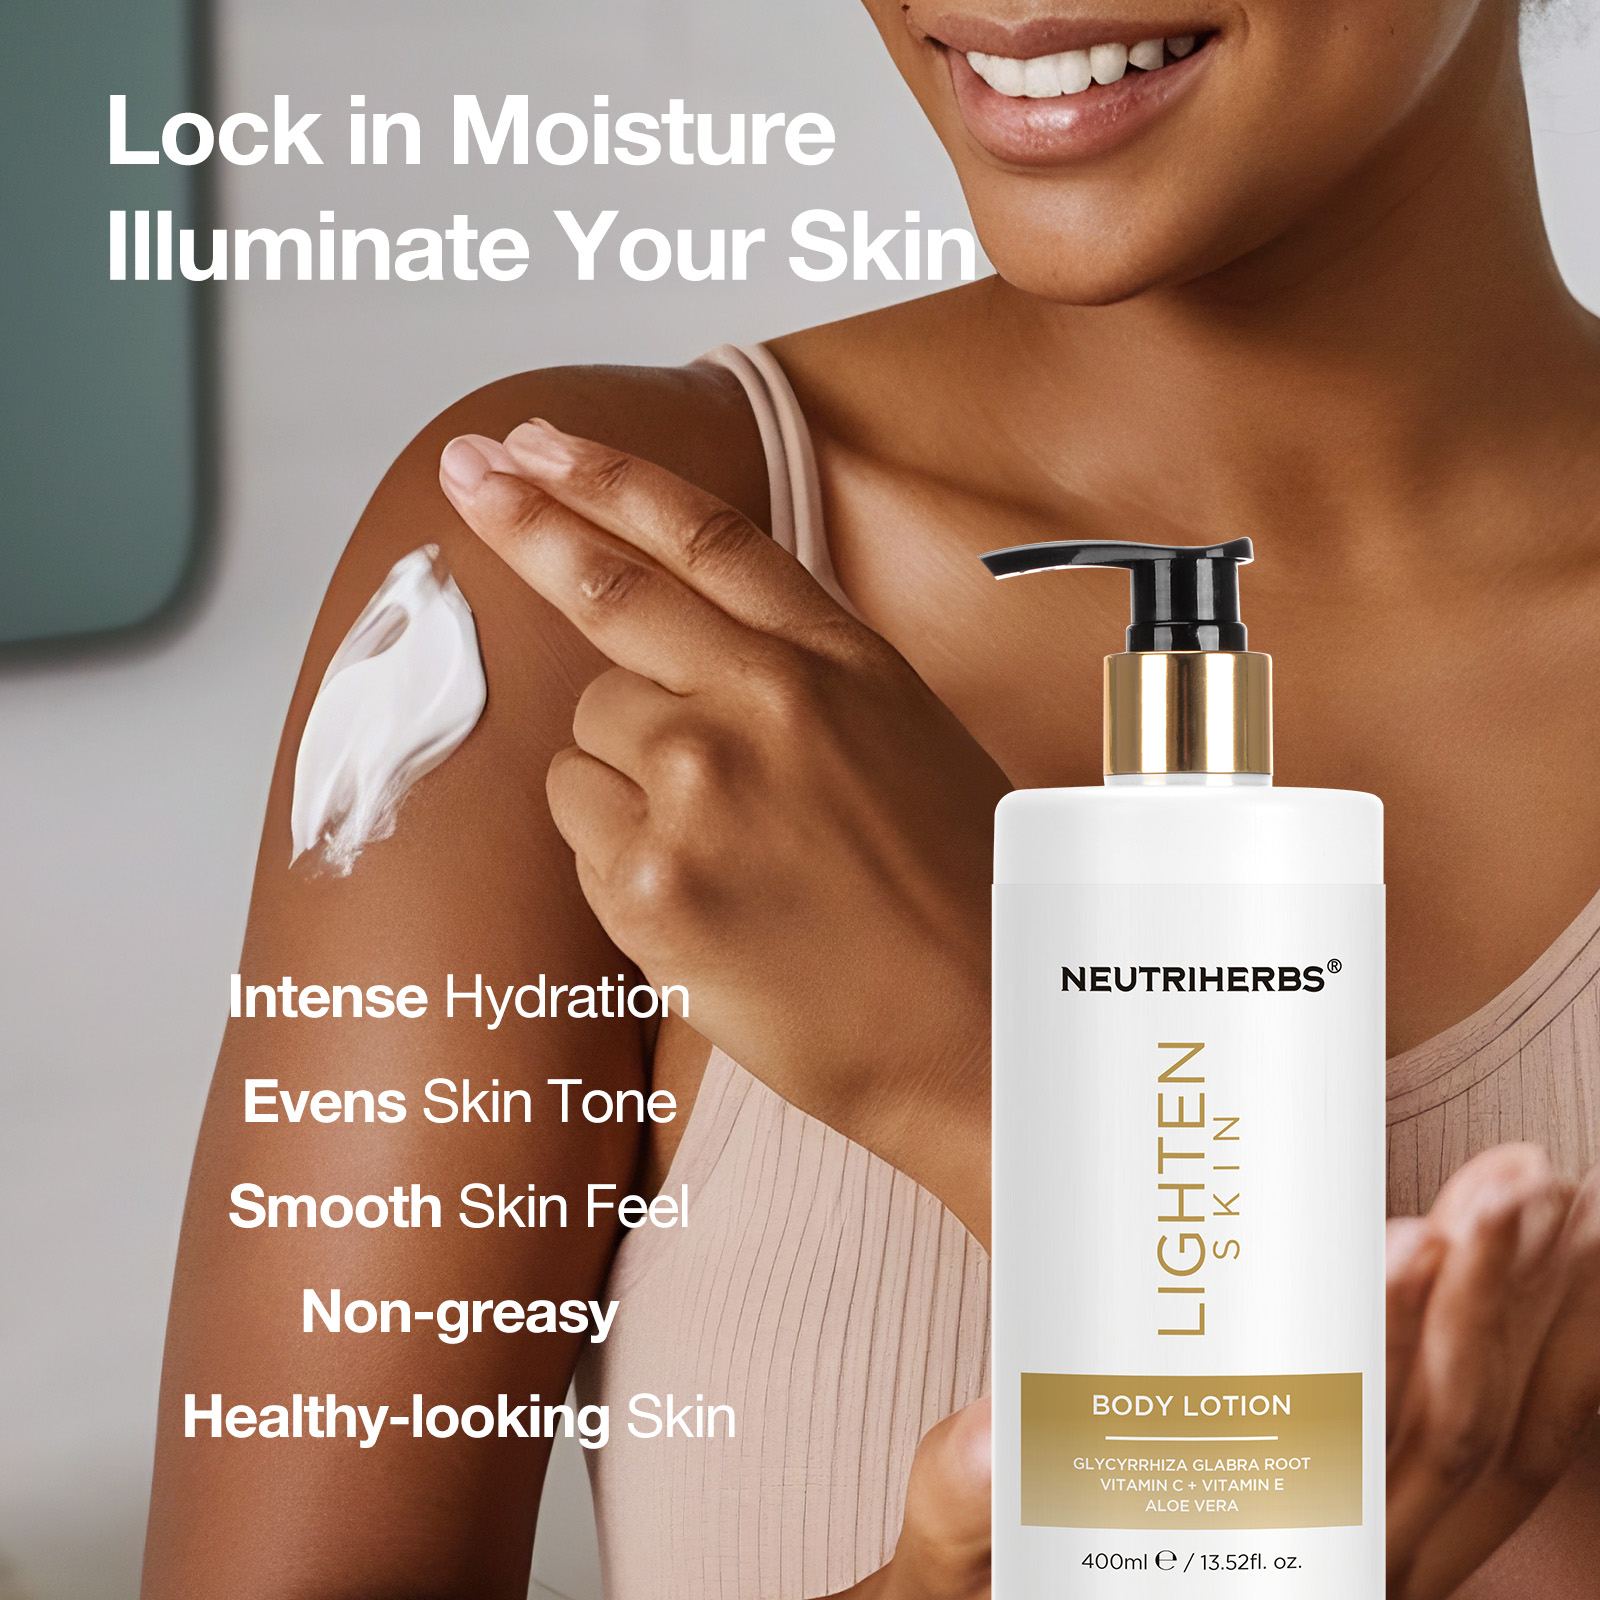 Lock in Moisture
Illuminate Your Skin
Intense Hydration
Evens Skin Tone
Smooth Skin Feel
Non-greasy
Healthy-looking Skin
NEUTRIHERBS®
LIGHTEN
SKIN
BODY LOTION
GLYCYRRHIZA GLABRA ROOT
VITAMIN C + VITAMIN E
ALOE VERA
400ml ℮ / 13.52fl. oz.